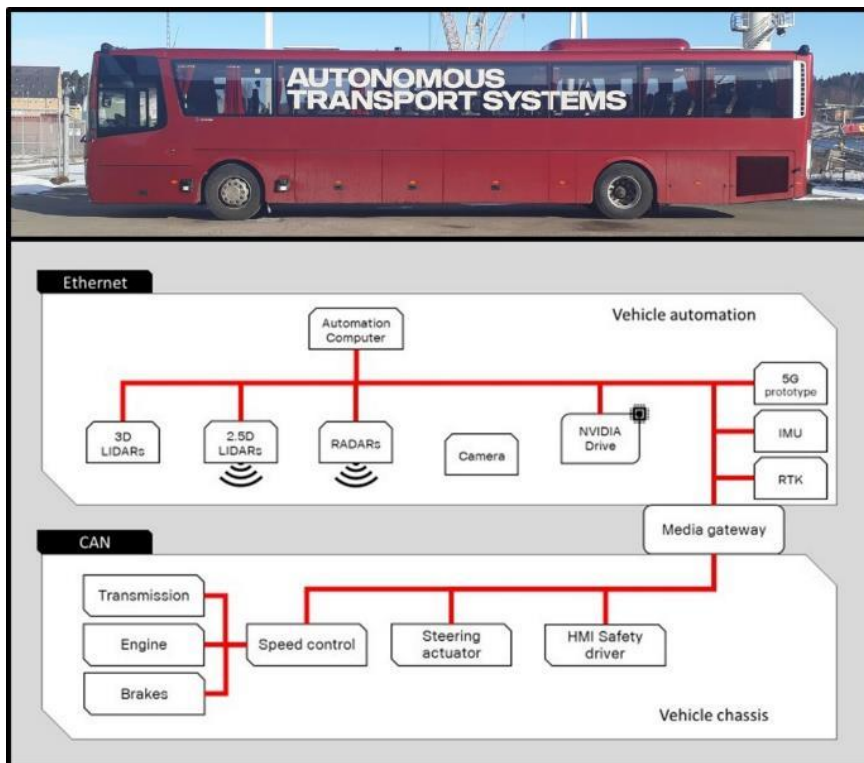 AUTONOMOUS
TRANSPORT SYSTEMS
Ethernet
Vehicle automation
Automation
Computer
3D
LIDARs
2.5D
LIDARs
RADARs
Camera
NVIDIA
Drive
5G
prototype
IMU
RTK
Media gateway
CAN
Transmission
Engine
Brakes
Speed control
Steering
actuator
HMI Safety
driver
Vehicle chassis